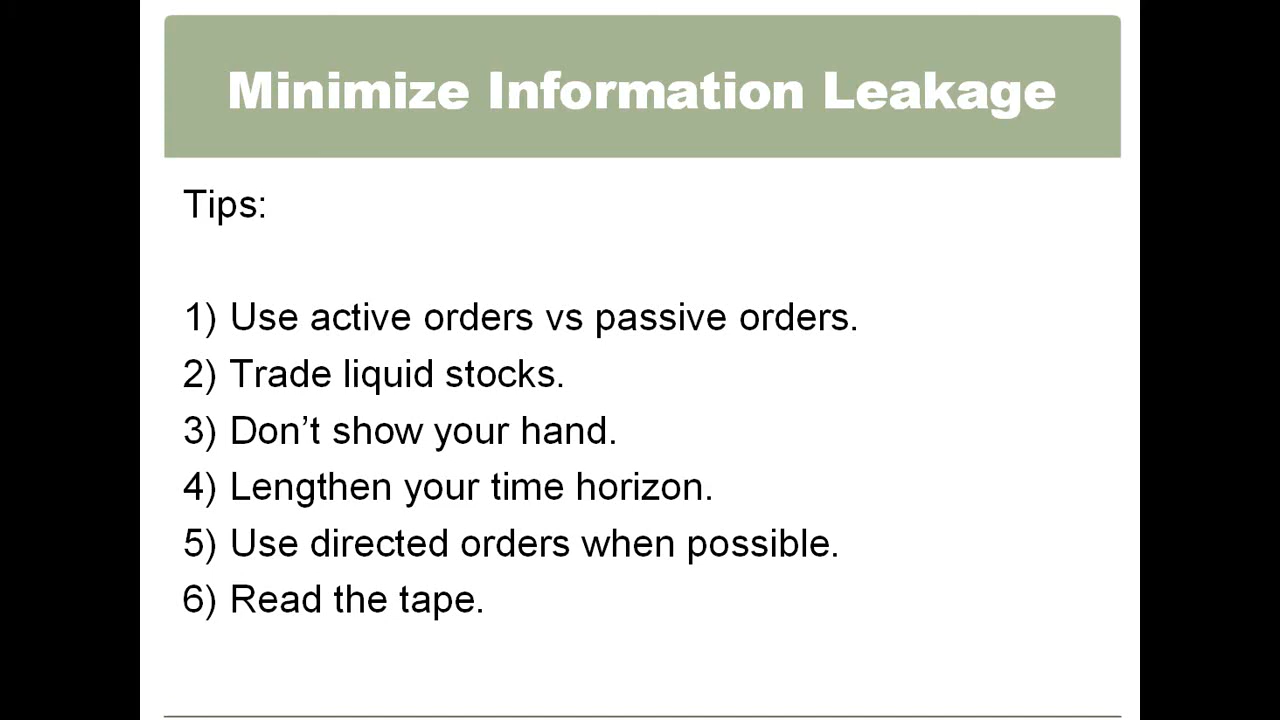 Minimize Information Leakage
Tips:
1) Use active orders vs passive orders.
2) Trade liquid stocks.
3) Don’t show your hand.
4) Lengthen your time horizon.
5) Use directed orders when possible.
6) Read the tape.